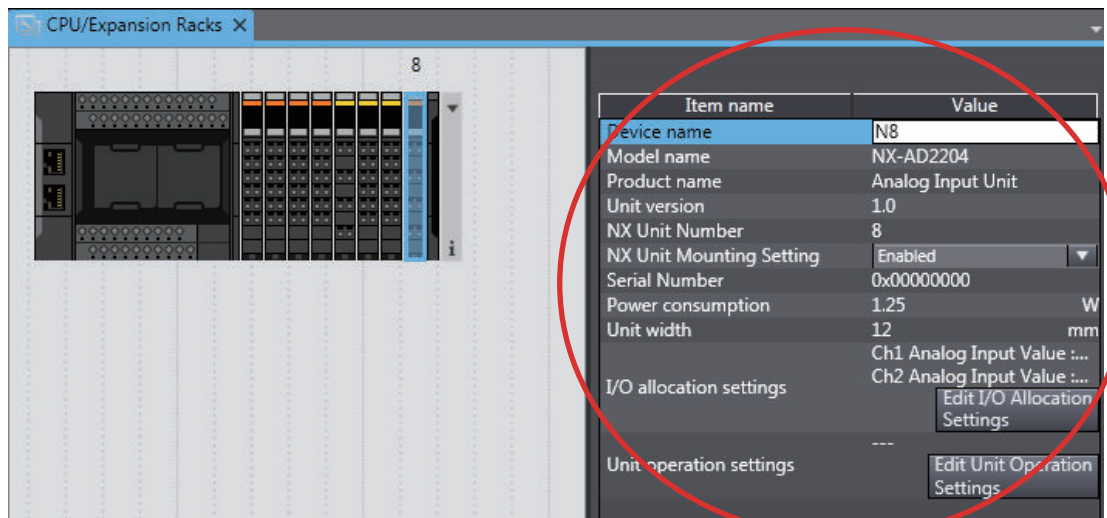 CPU/Expansion Racks X
8
Item name Value
Device name N8
Model name NX-AD2204
Product name Analog Input Unit
Unit version 1.0
NX Unit Number 8
NX Unit Mounting Setting Enabled
Serial Number 0x00000000
Power consumption 1.25 W
Unit width 12 mm
Ch1 Analog Input Value :...
Ch2 Analog Input Value :...
I/O allocation settings
Edit I/O Allocation
Settings
---
Unit operation settings Edit Unit Operation
Settings
i